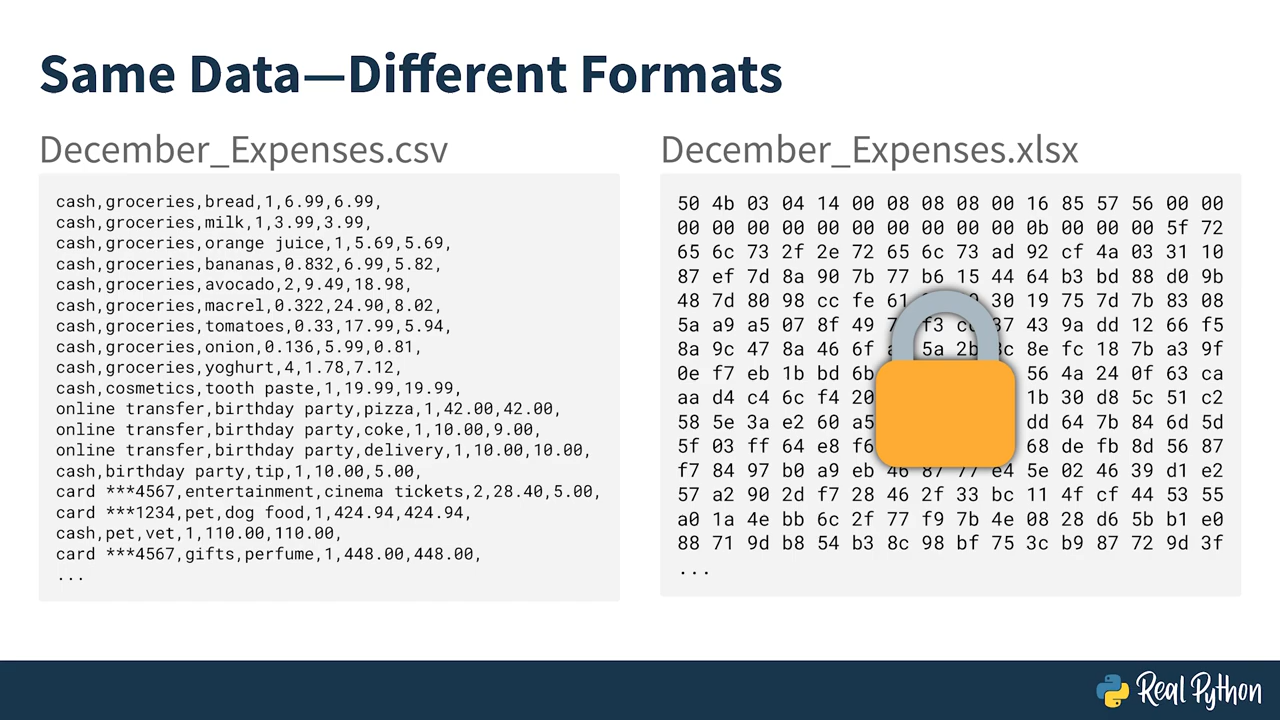 Same Data—Different Formats
December_Expenses.csv
cash,groceries,bread,1,6.99,6.99,
cash,groceries,milk,1,3.99,3.99,
cash,groceries,orange juice,1,5.69,5.69,
cash,groceries,bananas,0.832,6.99,5.82,
cash,groceries,avocado,2,9.49,18.98,
cash,groceries,macrel,0.322,24.90,8.02,
cash,groceries,tomatoes,0.33,17.99,5.94,
cash,groceries,onion,0.136,5.99,0.81,
cash,groceries,yoghurt,4,1.78,7.12,
cash,cosmetics,tooth paste,1,19.99,19.99,
online transfer,birthday party,pizza,1,42.00,42.00,
online transfer,birthday party,coke,1,10.00,9.00,
online transfer,birthday party,delivery,1,10.00,10.00,
cash,birthday party,tip,1,10.00,5.00,
card ***4567,entertainment,cinema tickets,2,28.40,5.00,
card ***1234,pet,dog food,1,424.94,424.94,
cash,pet,vet,1,110.00,110.00,
card ***4567,gifts,perfume,1,448.00,448.00,
...
December_Expenses.xlsx
50 4b 03 04 14 00 08 08 08 00 16 85 57 56 00 00
00 00 00 00 00 00 00 00 00 00 0b 00 00 00 5f 72
65 6c 73 2f 2e 72 65 6c 73 ad 92 cf 4a 03 31 10
87 ef 7d 8a 90 7b 77 b6 15 44 64 b3 bd 88 d0 9b
48 7d 80 98 cc fe 61 30 19 75 7d 7b 83 08
5a a9 a5 07 8f 49 f3 37 43 9a dd 12 66 f5
8a 9c 47 8a 46 6f 5a 8e fc 18 7b a3 9f
0e f7 eb 1b bd 6b 56 4a 24 0f 63 ca
aa d4 c4 6c f4 20 1b 30 d8 5c 51 c2
58 5e 3a e2 60 a5 dd 64 7b 84 6d 5d
5f 03 ff 64 e8 f6 68 de fb 8d 56 87
f7 84 97 b0 a9 eb 46 87 77 e4 5e 02 46 39 d1 e2
57 a2 90 2d f7 28 46 2f 33 bc 11 4f cf 44 53 55
a0 1a 4e bb 6c 2f 77 f9 7b 4e 08 28 d6 5b b1 e0
88 71 9d b8 54 b3 8c 98 bf 75 3c b9 87 72 9d 3f
...
Real Python